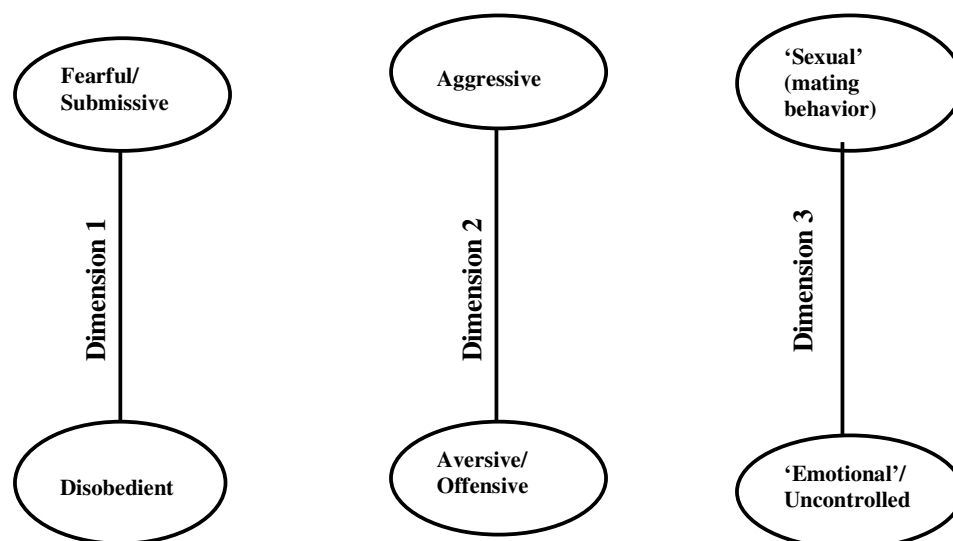 Fearful/
Submissive
Dimension 1
Disobedient
Aggressive
Dimension 2
Aversive/
Offensive
‘Sexual’
(mating
behavior)
Dimension 3
‘Emotional’/
Uncontrolled